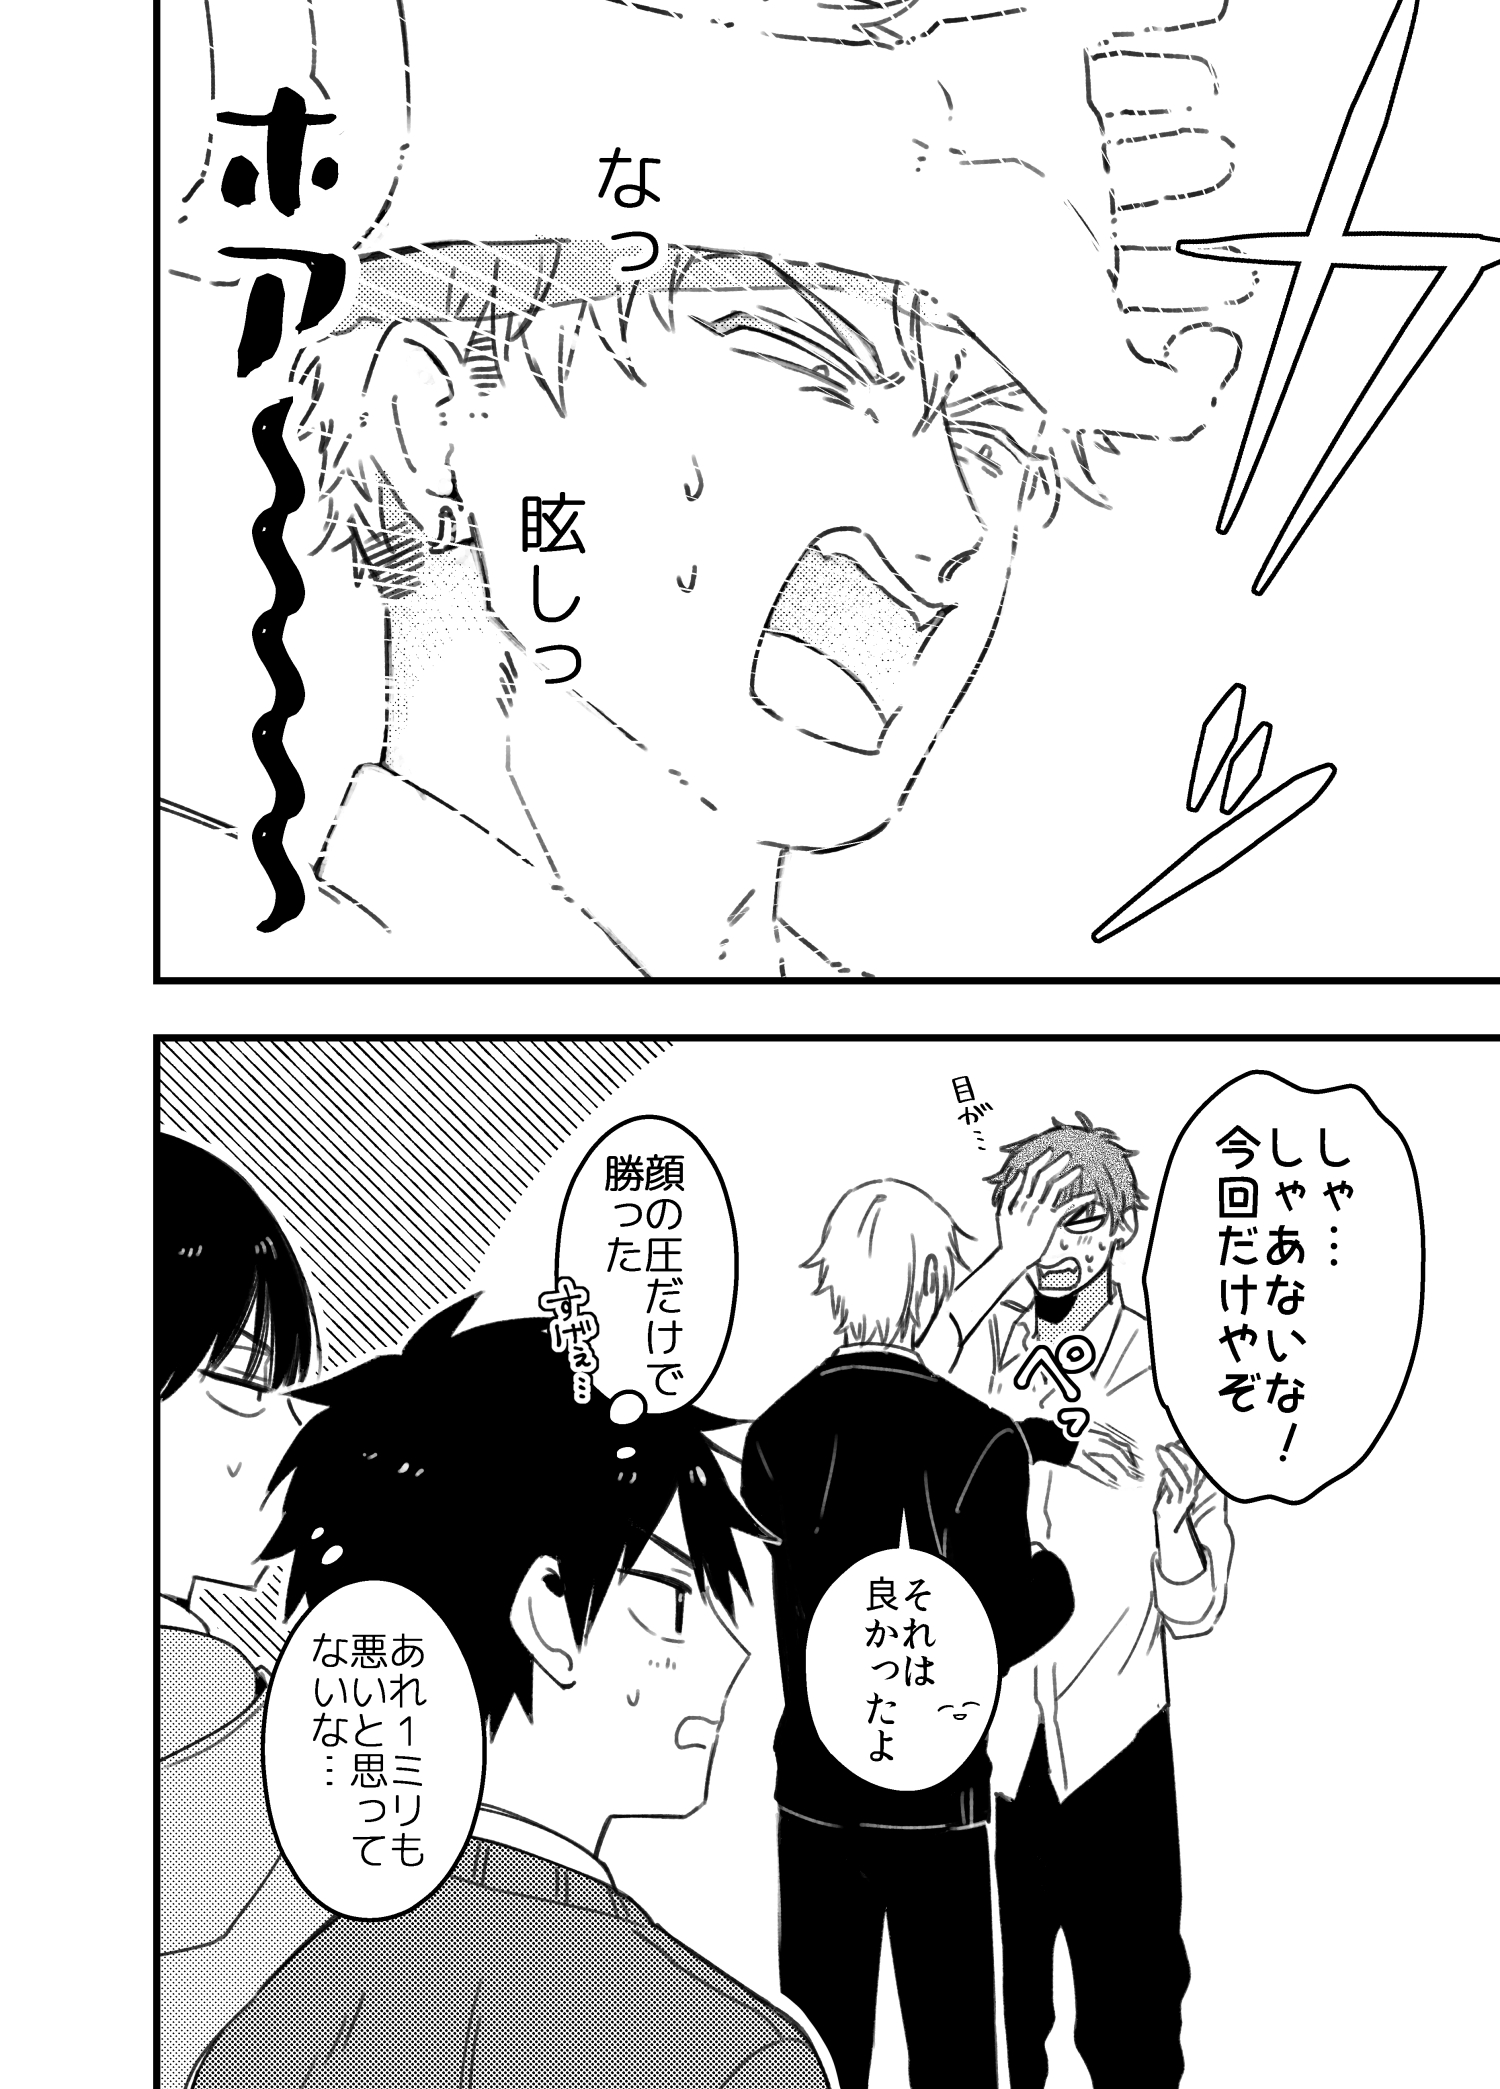 カッ
なっ
眩しっ
ホアー
しゃ…
しゃあないな!
今回だけやぞ
目が…
ペっ
それは
良かったよ
顔の圧だけで
勝った
すげぇ…
あれ1ミリも
悪いと思って
ないな…